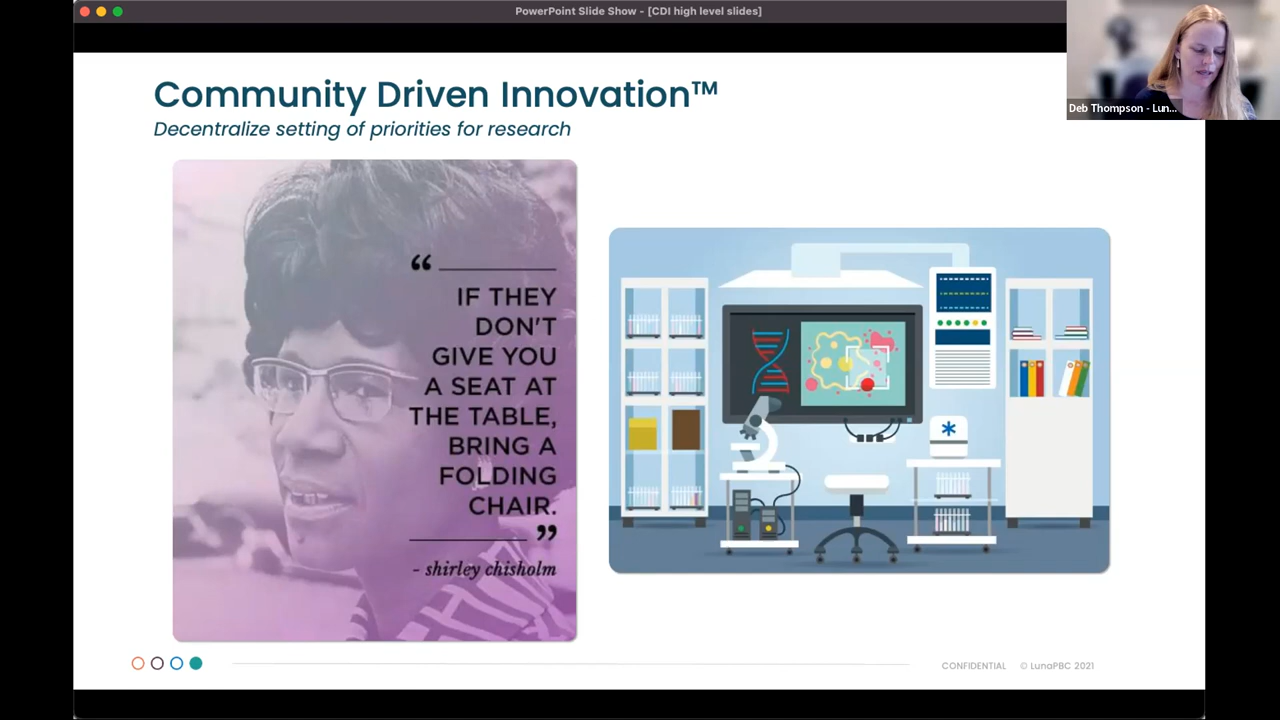 PowerPoint Slide Show - [CDI high level slides]
Deb Thompson - Lun...
Community Driven Innovation™
Decentralize setting of priorities for research
“
IF THEY
DON'T
GIVE YOU
A SEAT AT
THE TABLE,
BRING A
FOLDING
CHAIR.
”
- shirley chisholm
CONFIDENTIAL © LunaPBC 2021